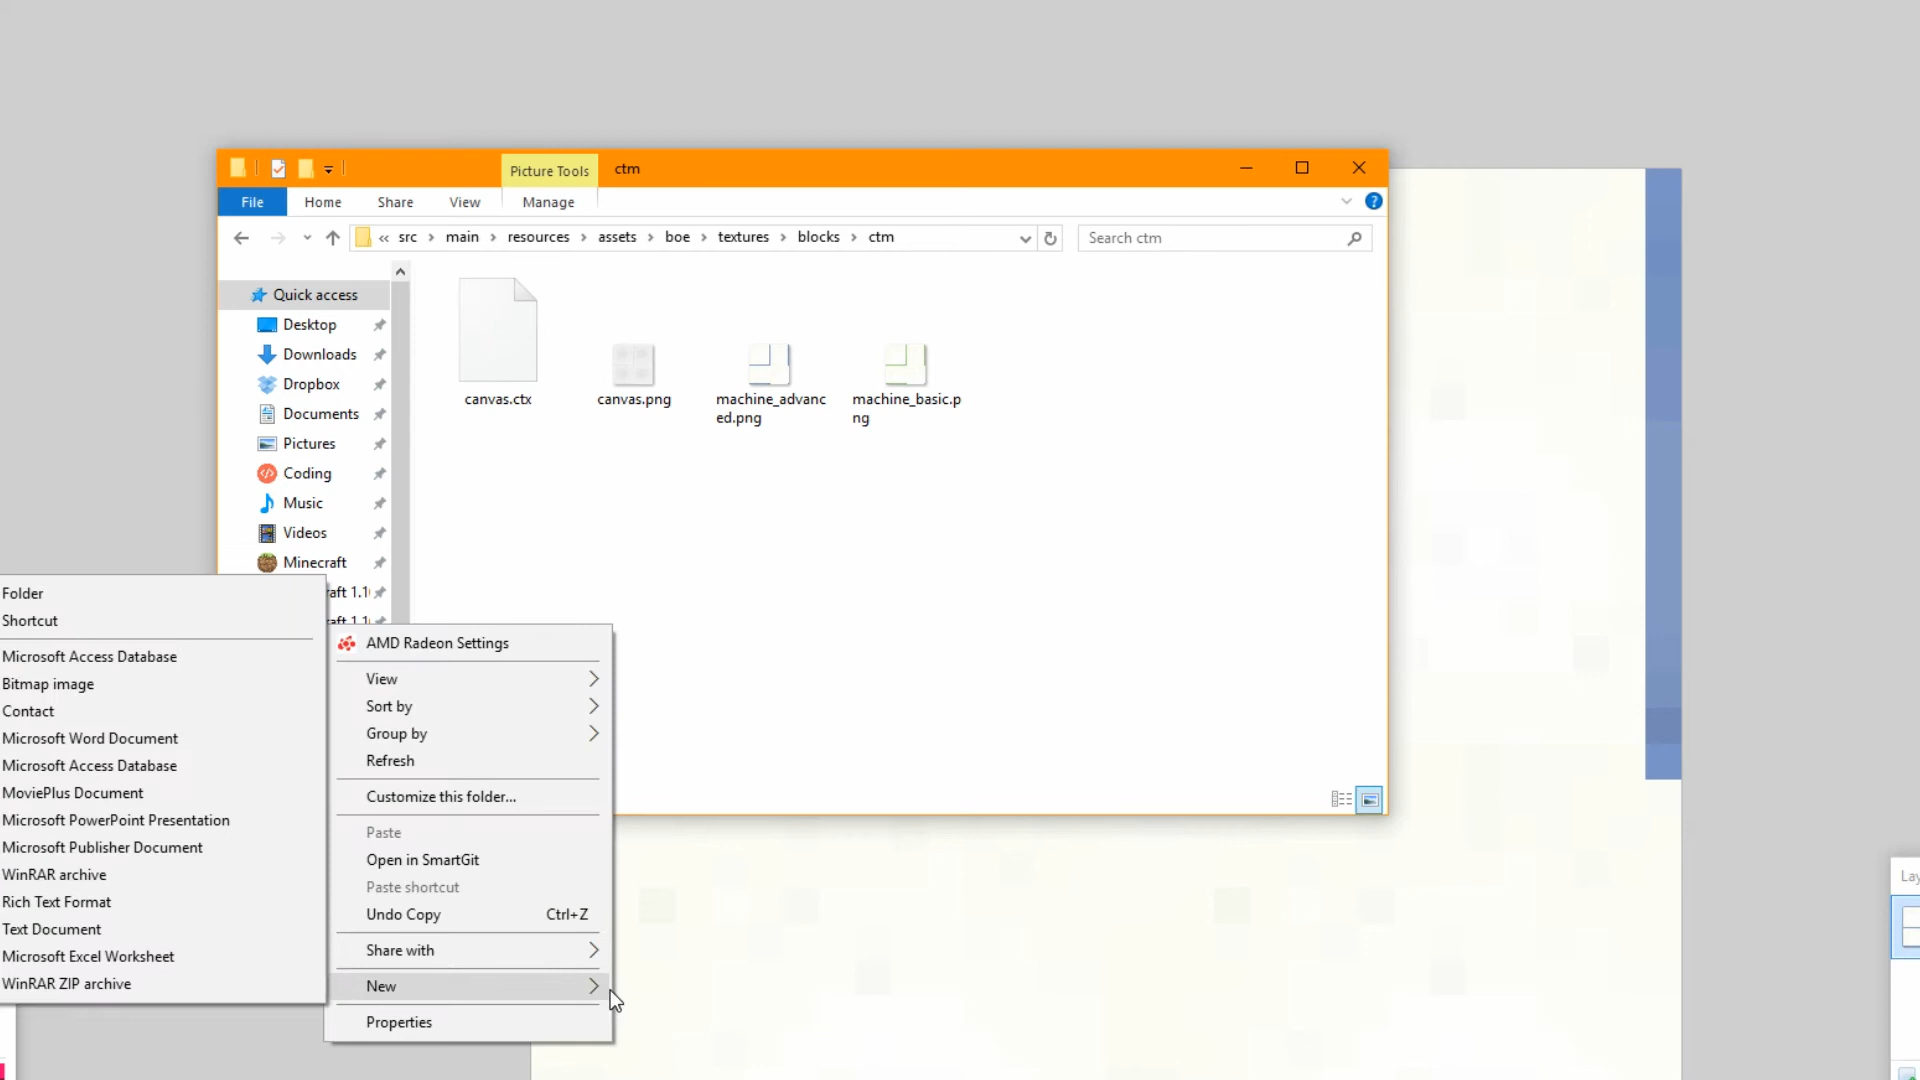 Picture Tools
ctm
File
Home
Share
View
Manage
?
« src > main > resources > assets > boe > textures > blocks > ctm
Search ctm
Quick access
Desktop
Downloads
Dropbox
Documents
Pictures
Coding
Music
Videos
Minecraft
canvas.ctx
canvas.png
machine_advanc
ed.png
machine_basic.p
ng
Folder
Shortcut
Microsoft Access Database
Bitmap image
Contact
Microsoft Word Document
Microsoft Access Database
MoviePlus Document
Microsoft PowerPoint Presentation
Microsoft Publisher Document
WinRAR archive
Rich Text Format
Text Document
Microsoft Excel Worksheet
WinRAR ZIP archive
AMD Radeon Settings
View
Sort by
Group by
Refresh
Customize this folder...
Paste
Open in SmartGit
Paste shortcut
Undo Copy Ctrl+Z
Share with
New
Properties